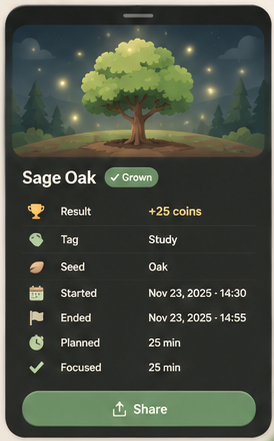 Sage Oak ✓ Grown
Result +25 coins
Tag Study
Seed Oak
Started Nov 23, 2025 · 14:30
Ended Nov 23, 2025 · 14:55
Planned 25 min
Focused 25 min
Share